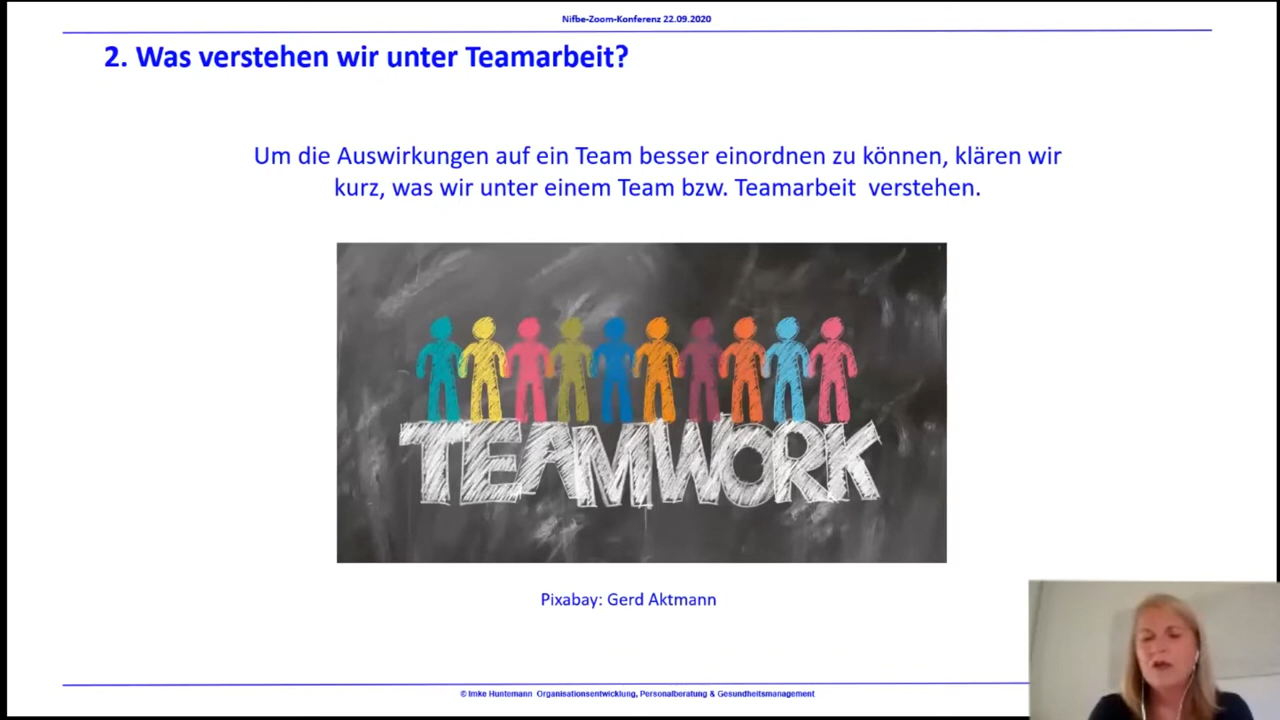 Nifbe-Zoom-Konferenz 22.09.2020
2. Was verstehen wir unter Teamarbeit?
Um die Auswirkungen auf ein Team besser einordnen zu können, klären wir
kurz, was wir unter einem Team bzw. Teamarbeit  verstehen.
TEAMWORK
Pixabay: Gerd Aktmann
© Imke Huntemann  Organisationsentwicklung, Personalberatung & Gesundheitsmanagement